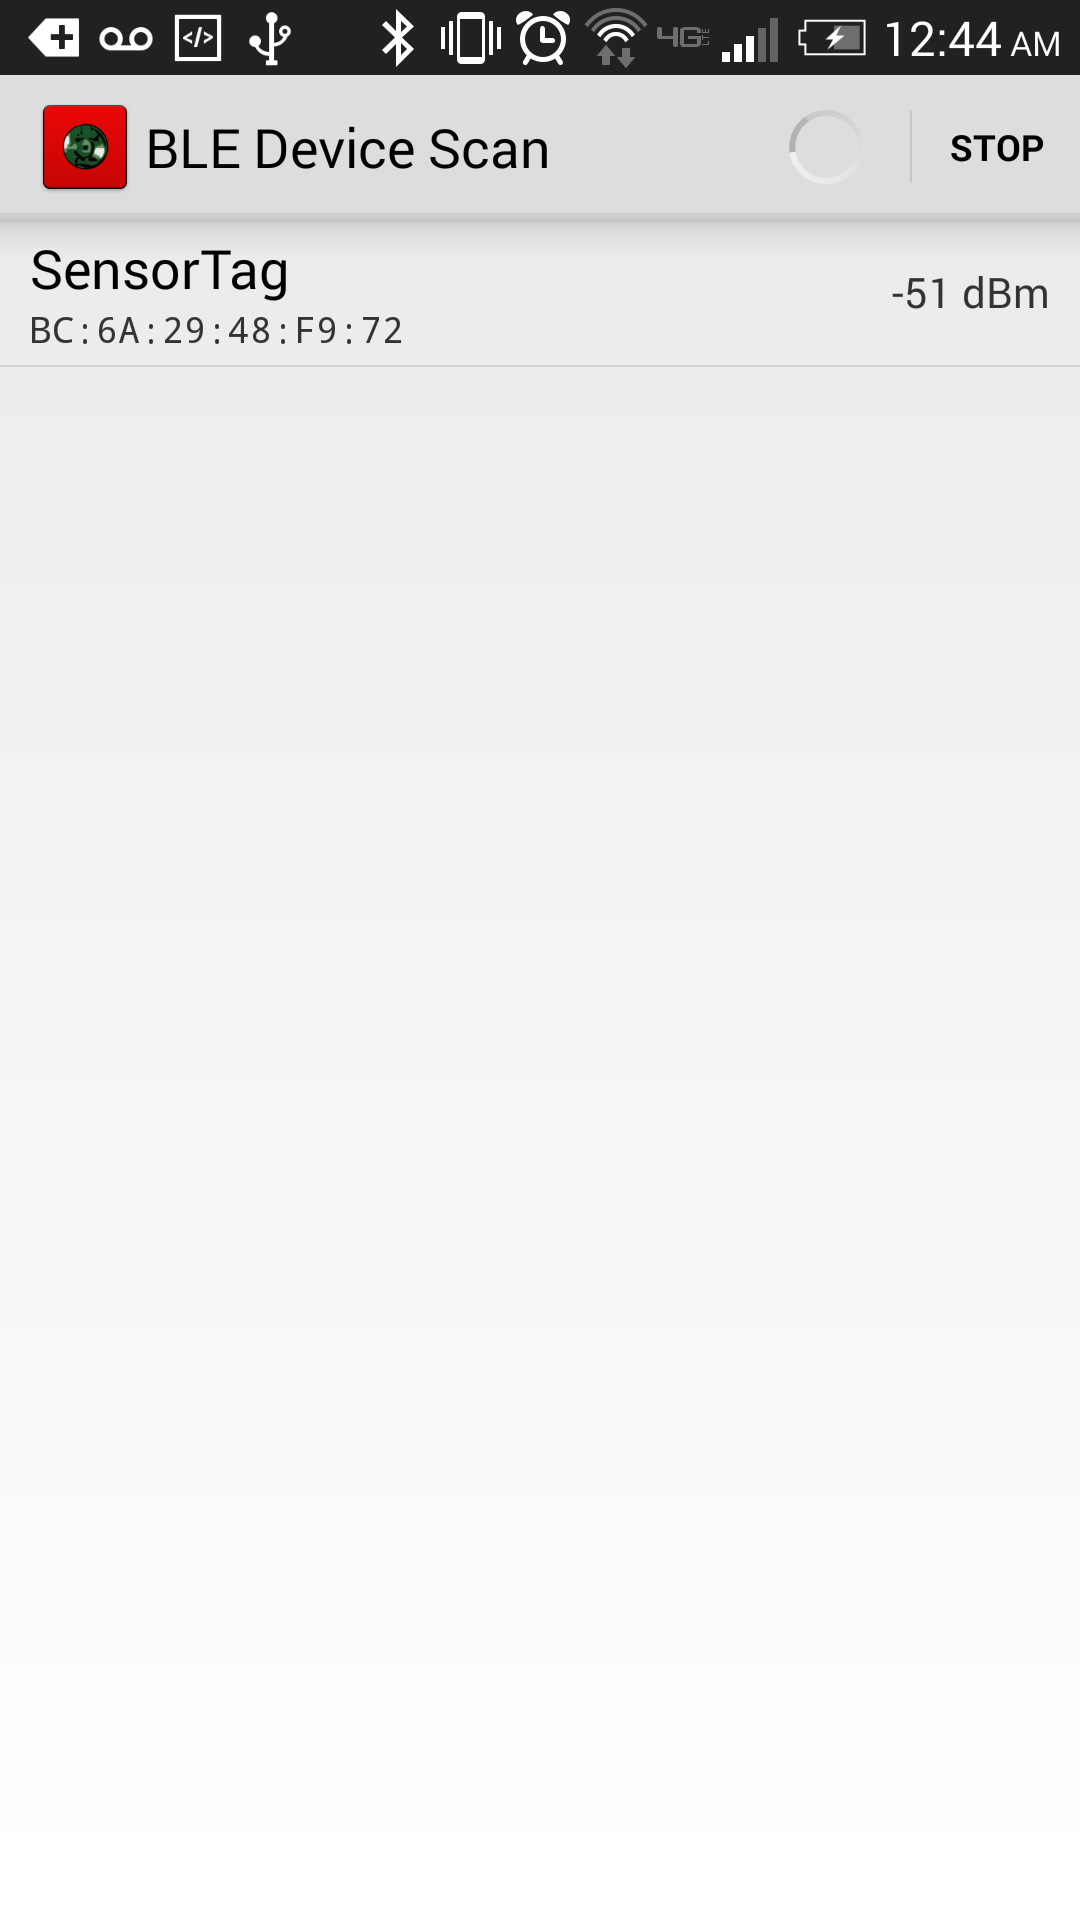 12:44 AM
BLE Device Scan
STOP
SensorTag
-51 dBm
BC:6A:29:48:F9:72